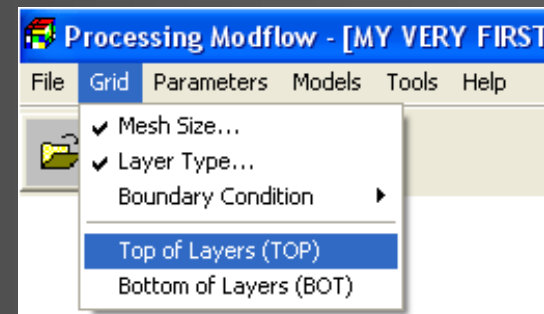 Processing Modflow - [MY VERY FIRST
File Grid Parameters Models Tools Help
Mesh Size...
Layer Type...
Boundary Condition
Top of Layers (TOP)
Bottom of Layers (BOT)